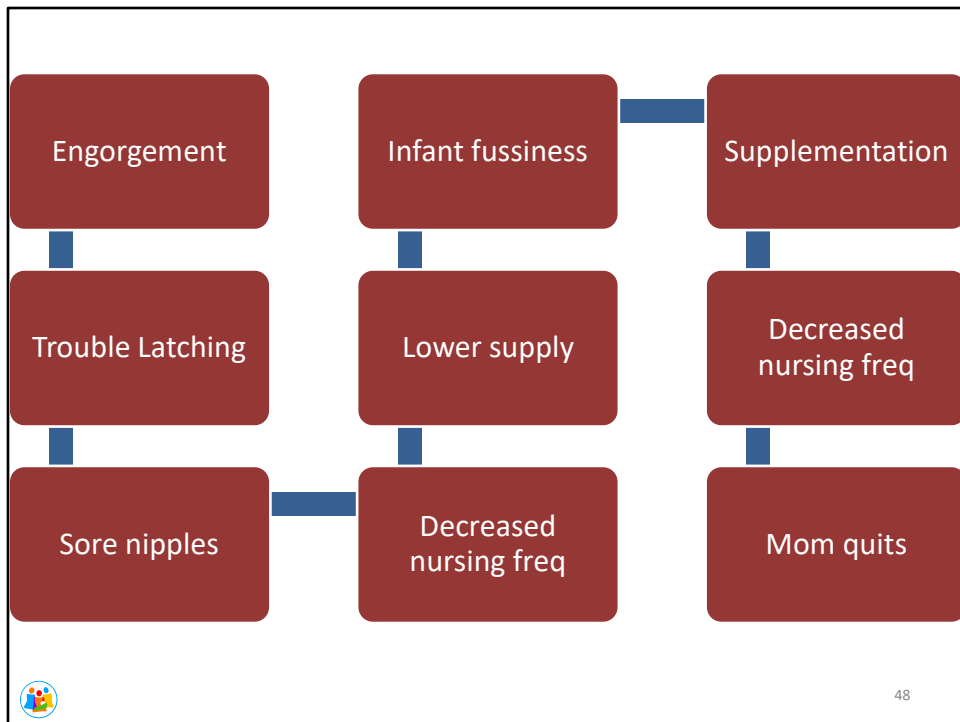 Engorgement
Trouble Latching
Sore nipples
Decreased
nursing freq
Lower supply
Infant fussiness
Supplementation
Decreased
nursing freq
Mom quits
48